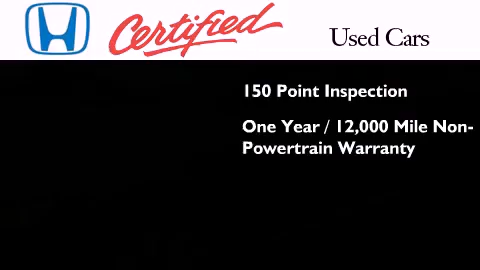 Certified Used Cars
150 Point Inspection
One Year / 12,000 Mile Non-
Powertrain Warranty